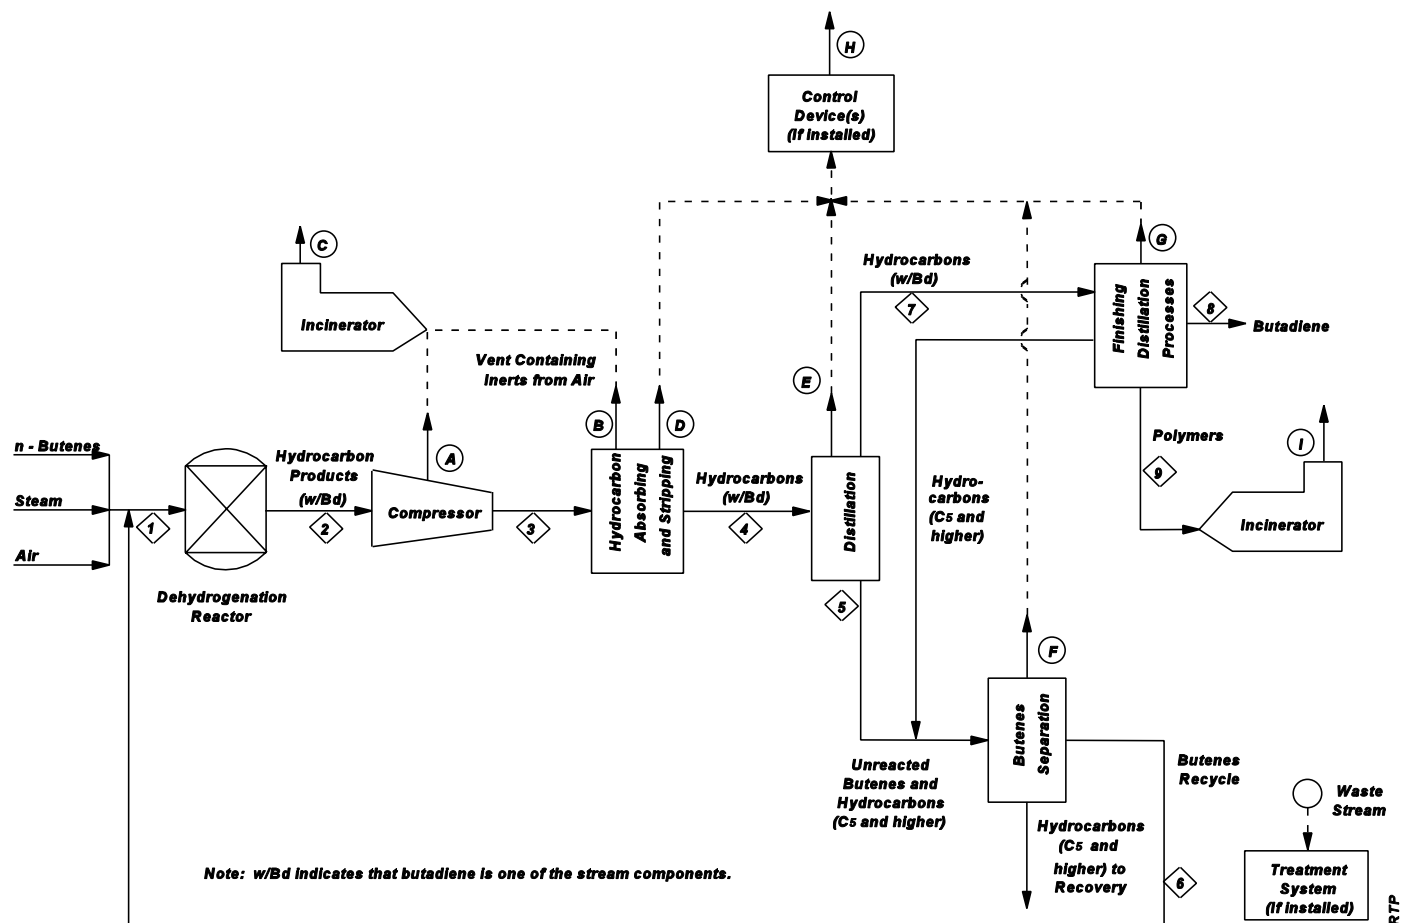 H
Control
Device(s)
(If installed)
C
G
Hydrocarbons
(w/Bd)
7
8
Incinerator
Finishing
Distillation
Processes
Butadiene
Vent Containing
Inerts from Air
E
B
D
Polymers
I
9
n - Butenes
Hydrocarbon
Products
(w/Bd)
A
Hydrocarbon
Absorbing
and Stripping
Hydrocarbons
(w/Bd)
Distillation
Hydro-
carbons
(C5 and
higher)
Steam
1
2
Compressor
3
4
Incinerator
Air
Dehydrogenation
Reactor
5
F
Butenes
Separation
Unreacted
Butenes and
Hydrocarbons
(C5 and higher)
Butenes
Recycle
Waste
Stream
Hydrocarbons
(C5 and
higher) to
Recovery
6
Treatment
System
(If installed)
Note: w/Bd indicates that butadiene is one of the stream components.
RTP